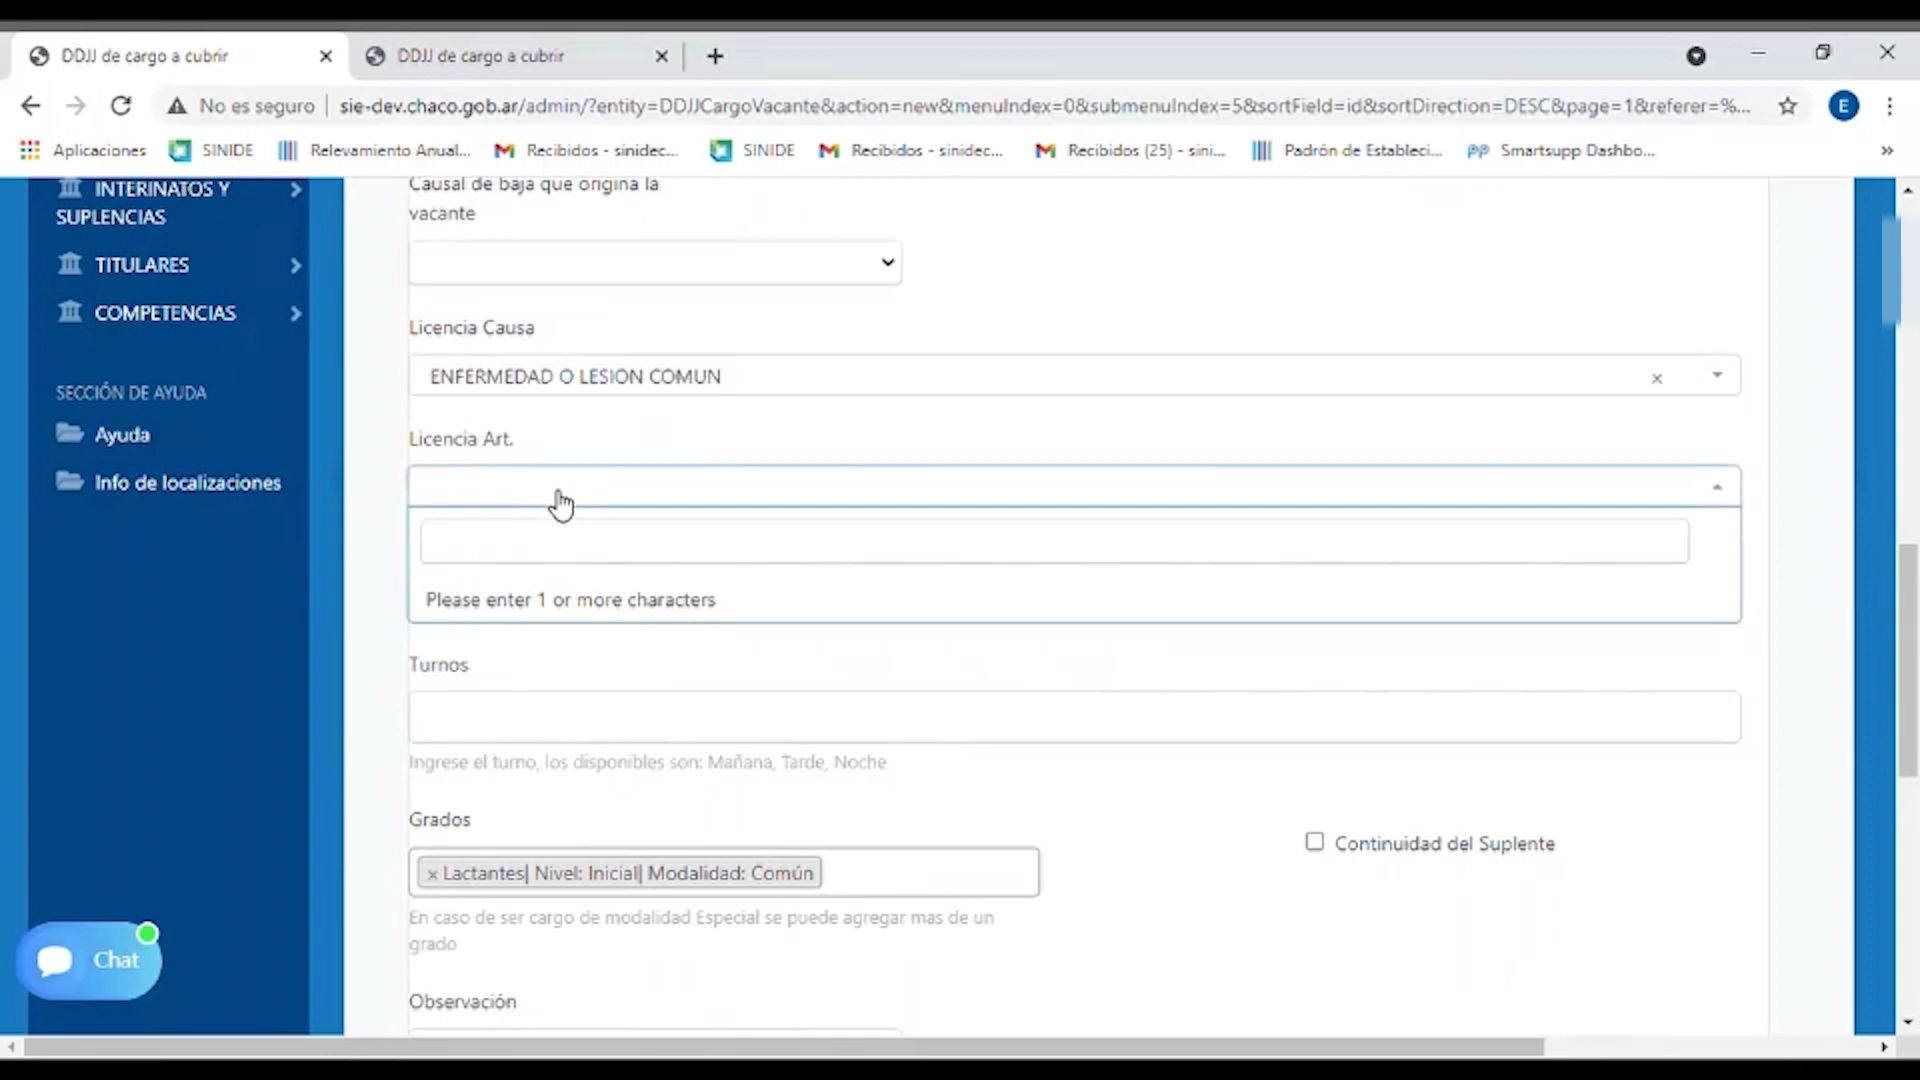 DDJJ de cargo a cubrir
DDJJ de cargo a cubrir
No es seguro
sie-dev.chaco.gob.ar/admin/?entity=DDJJCargoVacante&action=new&menuIndex=0&submenuIndex=5&sortField=id&sortDirection=DESC&page=1&referer=%...
E
Aplicaciones
SINIDE
Relevamiento Anual...
Recibidos - sinidec...
SINIDE
Recibidos - sinidec...
Recibidos (25) - sini...
Padrón de Estableci...
Smartsupp Dashbo...
»
INTERINATOS Y
SUPLENCIAS
TITULARES
COMPETENCIAS
SECCIÓN DE AYUDA
Ayuda
Info de localizaciones
Chat
Causal de baja que origina la
vacante
Licencia Causa
ENFERMEDAD O LESION COMUN
×
Licencia Art.
Please enter 1 or more characters
Turnos
Ingrese el turno, los disponibles son: Mañana, Tarde, Noche
Grados
× Lactantes| Nivel: Inicial| Modalidad: Común
Continuidad del Suplente
En caso de ser cargo de modalidad Especial se puede agregar mas de un
grado
Observación